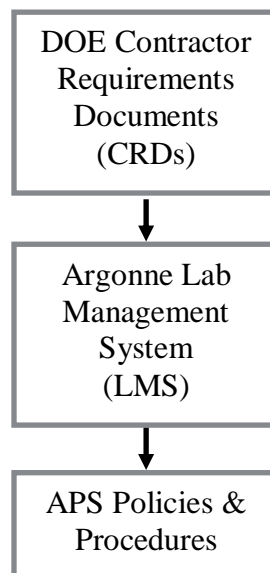 DOE Contractor
Requirements
Documents
(CRDs)
Argonne Lab
Management
System
(LMS)
APS Policies &
Procedures